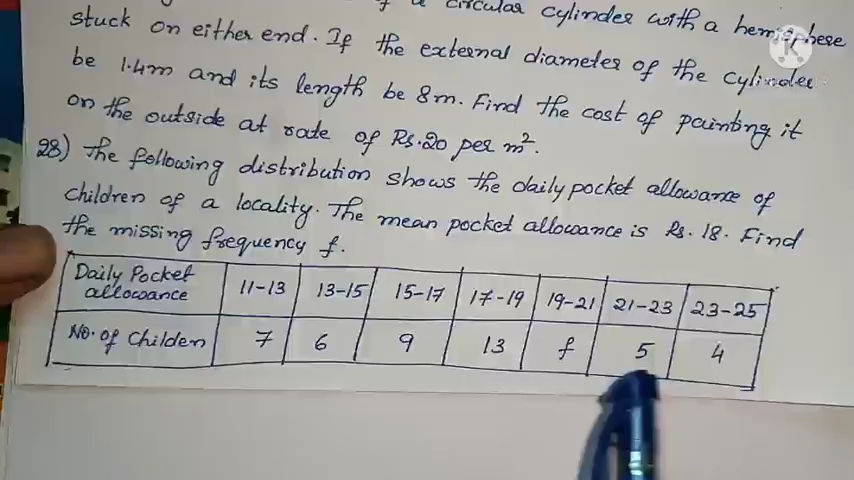 a circular cylinder with a hemisphere
stuck on either end. If the external diameter of the cylinder
be 1.4m and its length be 8m. Find the cost of painting it
on the outside at rate of Rs.20 per m².
28) The following distribution shows the daily pocket allowance of
children of a locality. The mean pocket allowance is Rs. 18. Find
the missing frequency f.
Daily Pocket allowance 11-13 13-15 15-17 17-19 19-21 21-23 23-25
No. of Childen 7 6 9 13 f 5 4